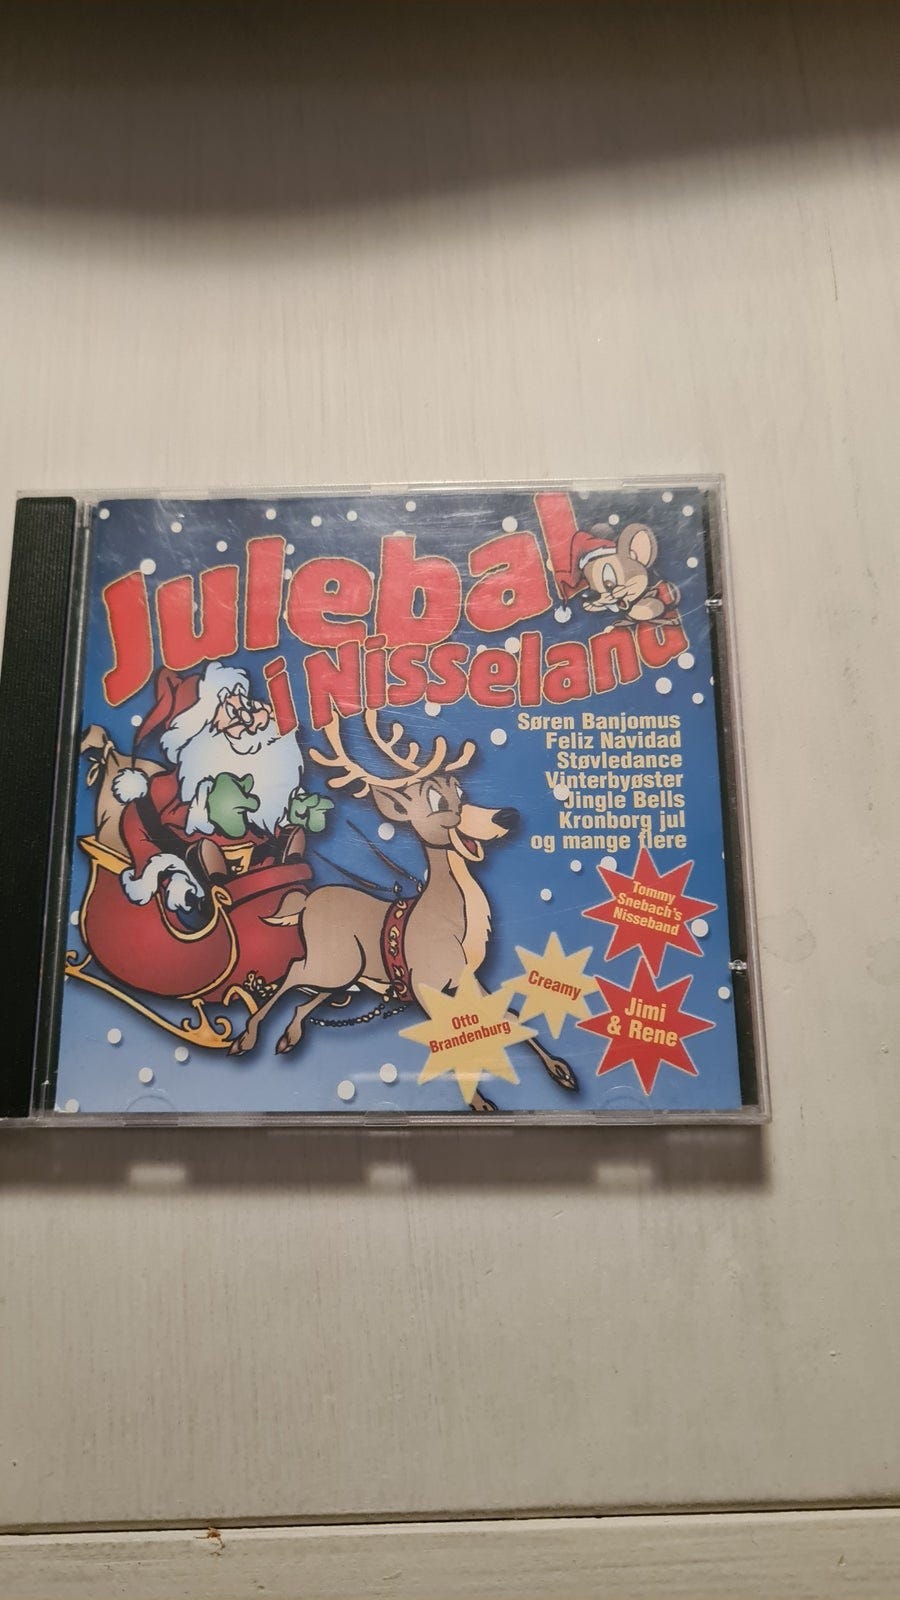 Julebal
i Nisseland
Søren Banjomus
Feliz Navidad
Støvledance
Vinterbyøster
Jingle Bells
Kronborg jul
og mange flere
Tommy
Snebach's
Nisseband
Creamy
Otto
Brandenburg
Jimi
& Rene